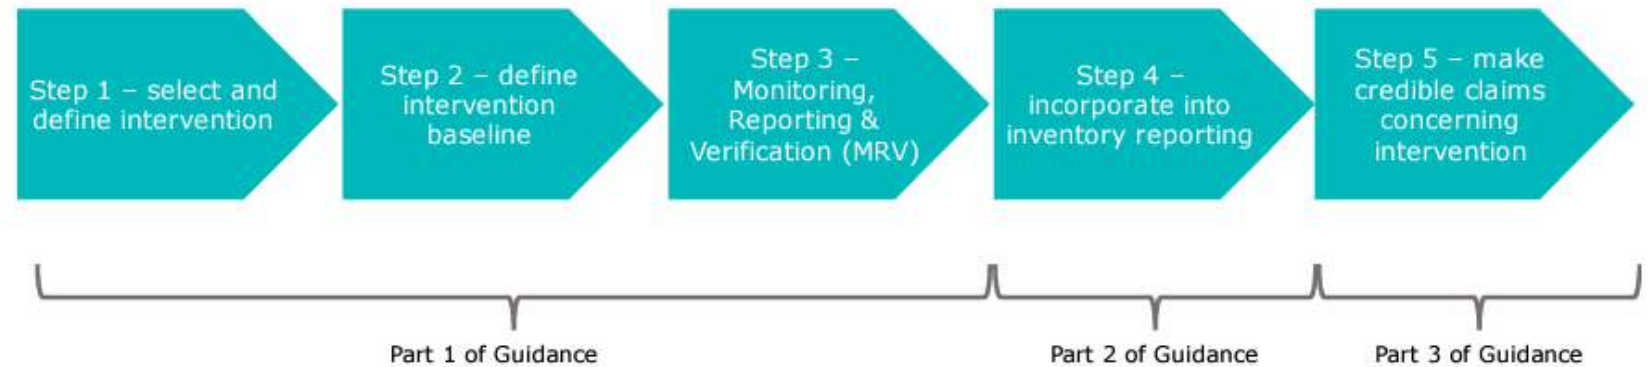 Step 1 – select and
define intervention
Step 2 – define
intervention
baseline
Step 3 –
Monitoring,
Reporting &
Verification (MRV)
Step 4 –
incorporate into
inventory reporting
Step 5 – make
credible claims
concerning
intervention
Part 1 of Guidance
Part 2 of Guidance
Part 3 of Guidance